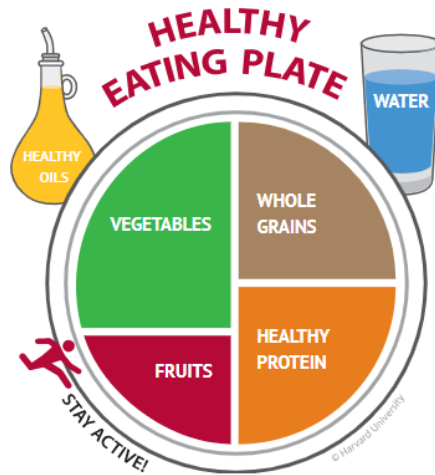 HEALTHY
EATING PLATE
HEALTHY
OILS
WATER
VEGETABLES
WHOLE
GRAINS
FRUITS
HEALTHY
PROTEIN
STAY ACTIVE!
© Harvard University